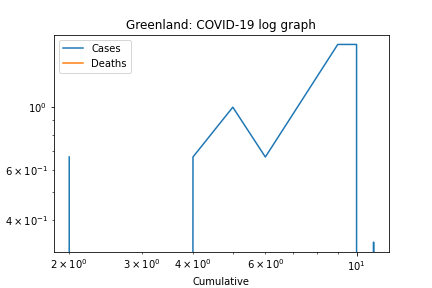 Greenland: COVID-19 log graph
Cases
Deaths
10⁰
6 × 10⁻¹
4 × 10⁻¹
2 × 10⁰ 3 × 10⁰ 4 × 10⁰ 6 × 10⁰ 10¹
Cumulative